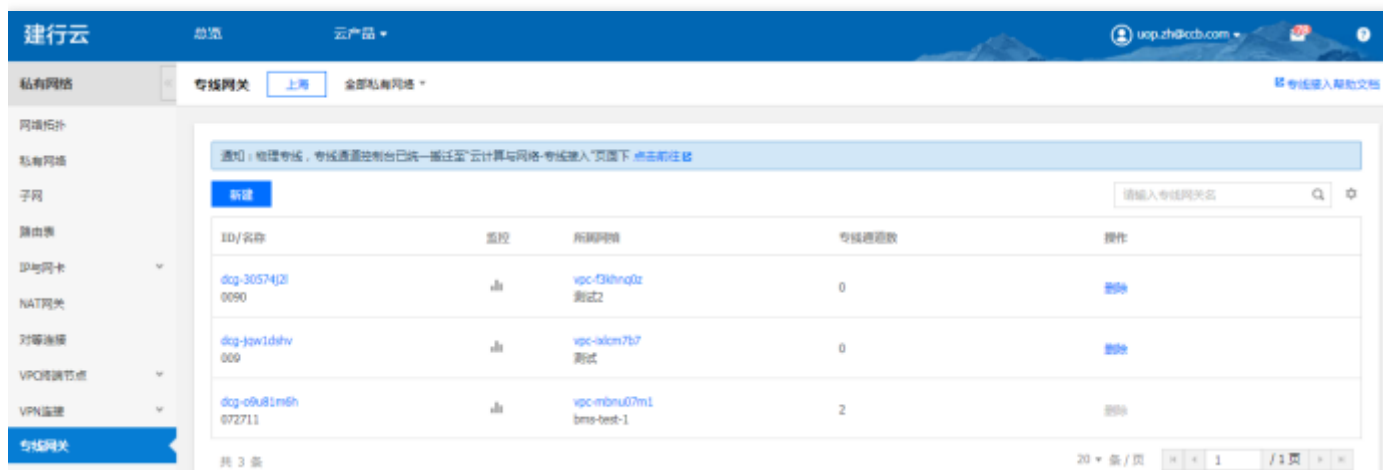 建行云 总览 云产品 uop.zh@ccb.com
私有网络 专线网关 上海 全部私有网络 专线接入帮助文档
网络拓扑
通知：物理专线，专线通道控制台已统一搬迁至"云计算与网络-专线接入"页面下 点击前往
私有网络
子网 新建 请输入专线网关名
路由表 ID/名称 监控 所属网络 专线通道数 操作
IP与网卡
dcg-30574j2l vpc-f3khnq0z 0 删除
0090 测试2
NAT网关
对等连接
dcg-jqw1dshv vpc-ixlcm7b7 0 删除
009 测试
VPC终端节点
VPN连接
dcg-o9u81m6h vpc-mbnu07m1 2 删除
072711 bms-test-1
专线网关
共 3 条 20 条/页 1 /1页